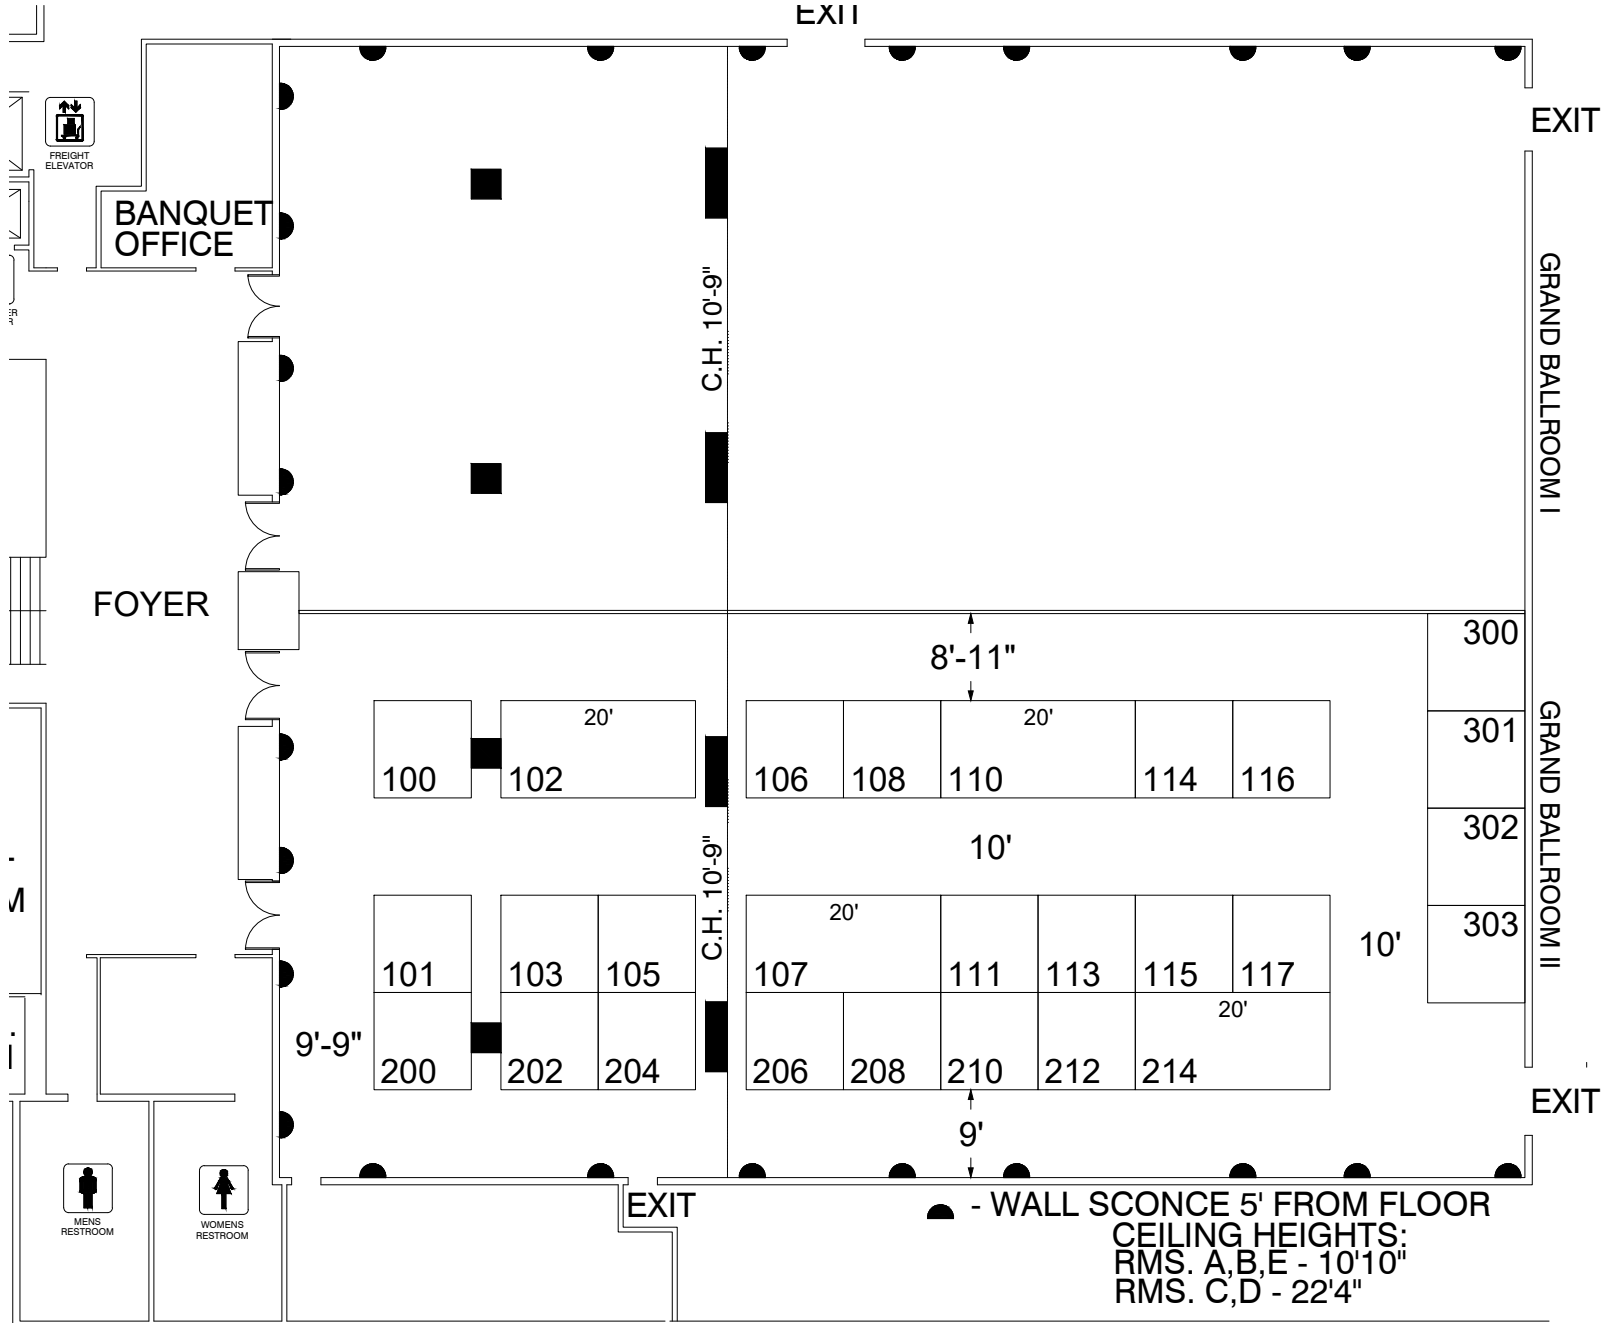 EXIT
EXIT
FREIGHT
ELEVATOR
BANQUET
OFFICE
C.H. 10'-9"
GRAND BALLROOM I
ER
R
FOYER
8'-11"
300
301
302
303
20'
20'
100
102
106
108
110
114
116
GRAND BALLROOM II
10'
C.H. 10'-9"
M
20'
10'
101
103
105
107
111
113
115
117
20'
9'-9"
200
202
204
206
208
210
212
214
9'
EXIT
MENS
RESTROOM
WOMENS
RESTROOM
EXIT
- WALL SCONCE 5' FROM FLOOR
CEILING HEIGHTS:
RMS. A,B,E - 10'10"
RMS. C,D - 22'4"